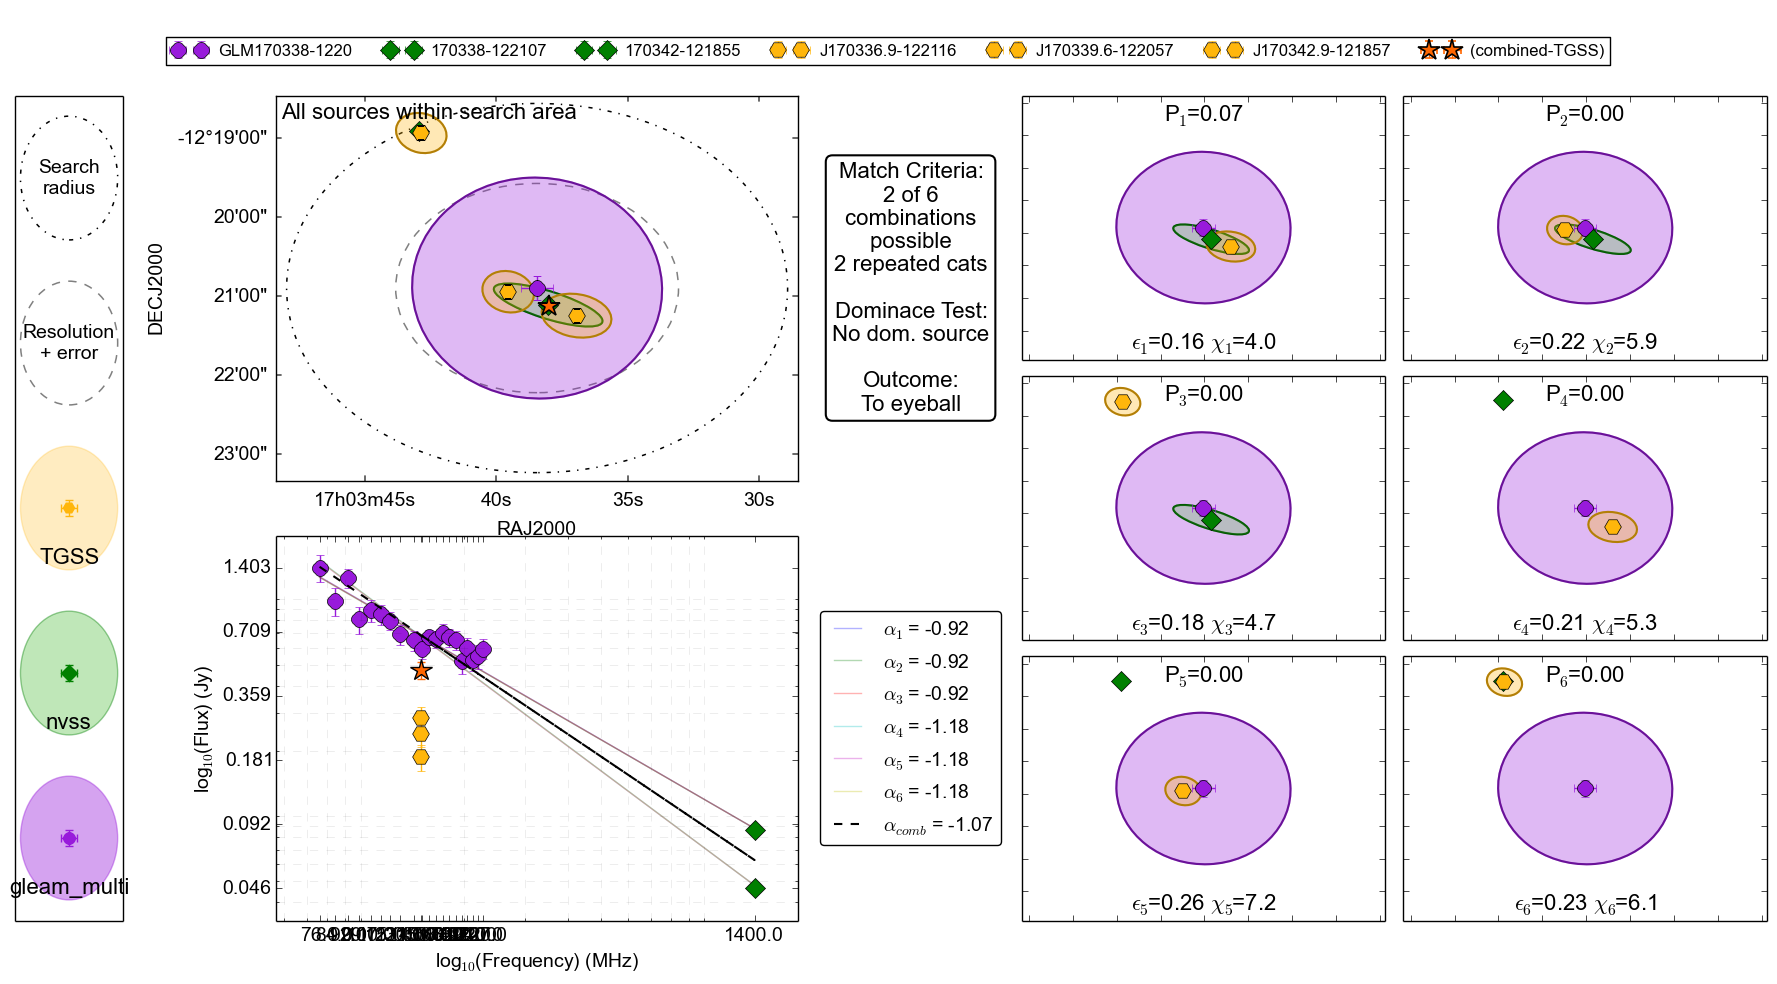 GLM170338-1220 170338-122107 170342-121855 J170336.9-122116 J170339.6-122057 J170342.9-121857 (combined-TGSS)
Search
radius
Resolution
+ error
TGSS
nvss
gleam_multi
All sources within search area
-12°19'00"
20'00"
21'00"
22'00"
23'00"
DECJ2000
17h03m45s 40s 35s 30s
RAJ2000
Match Criteria:
2 of 6
combinations
possible
2 repeated cats
Dominace Test:
No dom. source
Outcome:
To eyeball
1.403
0.709
0.359
0.181
0.092
0.046
log10(Flux) (Jy)
1400.0
log10(Frequency) (MHz)
α1 = -0.92
α2 = -0.92
α3 = -0.92
α4 = -1.18
α5 = -1.18
α6 = -1.18
αcomb = -1.07
P1=0.07
ϵ1=0.16 χ1=4.0
P2=0.00
ϵ2=0.22 χ2=5.9
P3=0.00
ϵ3=0.18 χ3=4.7
P4=0.00
ϵ4=0.21 χ4=5.3
P5=0.00
ϵ5=0.26 χ5=7.2
P6=0.00
ϵ6=0.23 χ6=6.1